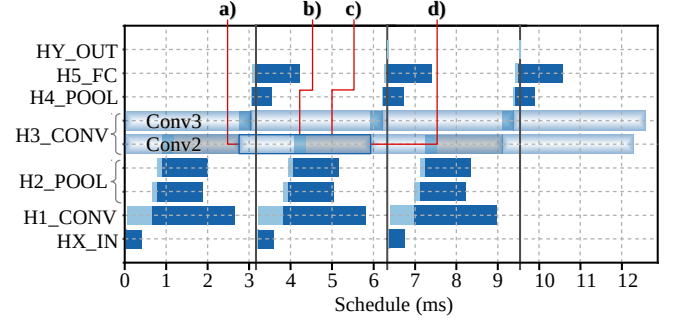 a) b) c) d)
HY_OUT
H5_FC
H4_POOL
Conv3
H3_CONV
Conv2
H2_POOL
H1_CONV
HX_IN
0 1 2 3 4 5 6 7 8 9 10 11 12
Schedule (ms)